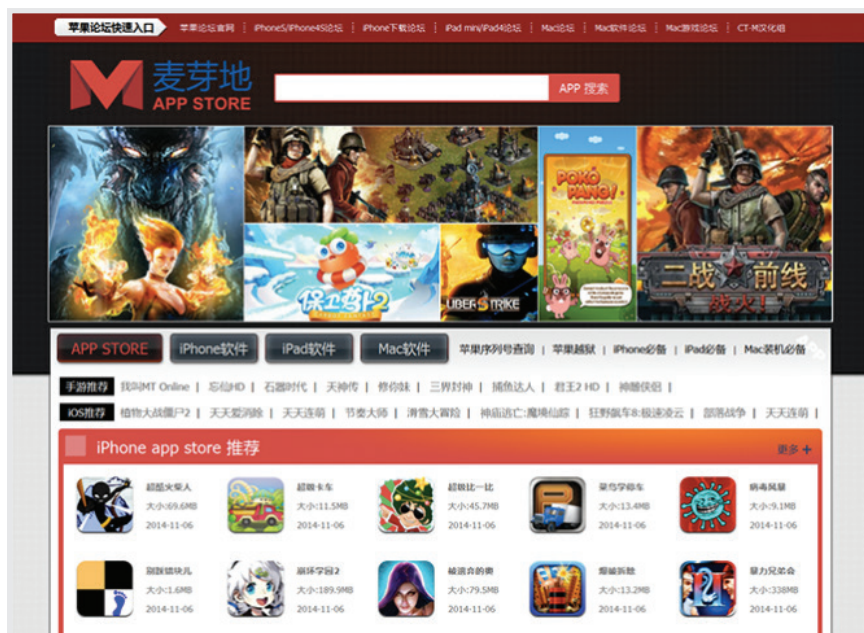 苹果论坛快速入口 苹果论坛官网 iPhone5/iPhone4S论坛 iPhone下载论坛 iPad mini/iPad4论坛 Mac论坛 Mac软件论坛 Mac游戏论坛 CT-M汉化组
麦芽地
APP STORE
APP 搜索
POKO PANG!
保卫萝卜2
UBERSTRIKE
二战前线
战火!
APP STORE iPhone软件 iPad软件 Mac软件 苹果序列号查询 | 苹果越狱 | iPhone必备 | iPad必备 | Mac装机必备
手游推荐 我叫MT Online | 忘仙HD | 石器时代 | 天神传 | 修你妹 | 三界封神 | 捕鱼达人 | 君王2 HD | 神雕侠侣 |
iOS推荐 植物大战僵尸2 | 天天爱消除 | 天天连萌 | 节奏大师 | 滑雪大冒险 | 神庙逃亡:魔境仙踪 | 狂野飙车8:极速凌云 | 部落战争 | 天天连萌 |
iPhone app store 推荐 更多 +
超酷火柴人 超级卡车 超级比一比 菜鸟学停车 病毒风暴
大小:69.6MB 大小:11.5MB 大小:45.7MB 大小:13.4MB 大小:9.1MB
2014-11-06 2014-11-06 2014-11-06 2014-11-06 2014-11-06
别踩错块儿 崩坏学园2 被遗弃的奥 爆破拆除 暴力兄弟会
大小:1.6MB 大小:189.9MB 大小:79.5MB 大小:13.2MB 大小:338MB
2014-11-06 2014-11-06 2014-11-06 2014-11-06 2014-11-06